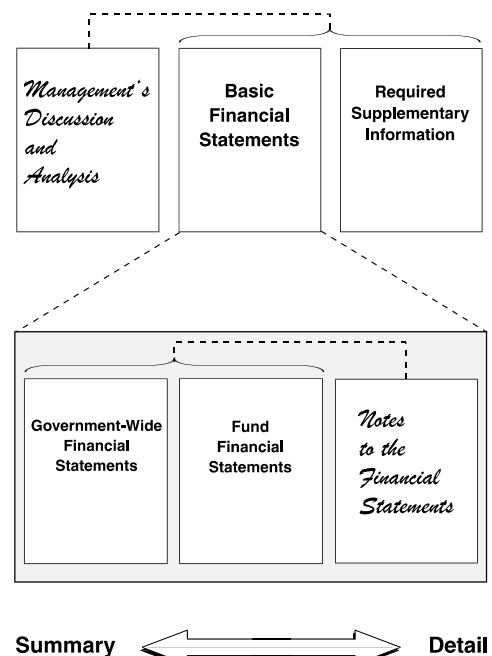 Management's
Discussion
and
Analysis
Basic
Financial
Statements
Required
Supplementary
Information
Government-Wide
Financial
Statements
Fund
Financial
Statements
Notes
to the
Financial
Statements
Summary
Detail